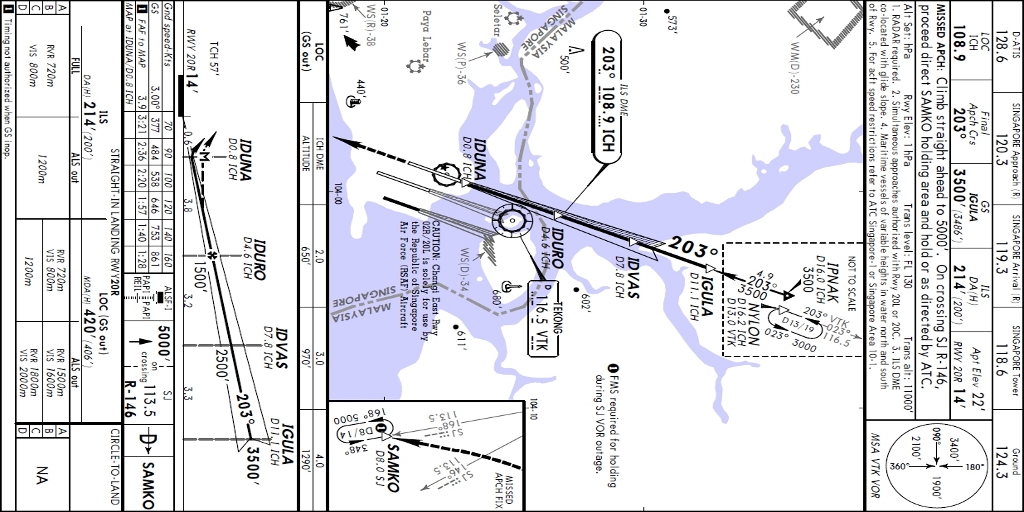 D-ATIS
128.6
SINGAPORE Approach (R)
120.3
SINGAPORE Arrival (R)
119.3
SINGAPORE Tower
118.6
Ground
124.3
LOC
ICH
108.9
Final
Apch Crs
203°
GS
IGULA
3500' (3486')
ILS
DA(H)
214' (200')
Apt Elev 22'
RWY 20R 14'
MISSED APCH: Climb straight ahead to 5000'. On crossing SJ R-146,
proceed direct SAMKO holding area and hold or as directed by ATC.
Alt Set: hPa Rwy Elev: 1 hPa Trans level: FL 130 Trans alt: 11000'
1. RADAR required. 2. Simultaneous approaches authorized with Rwy 20L or 20C. 3. ILS DME
co-located with glide slope. 4. Maritime vessels of variable heights in water north and south
of Rwy. 5. For acft speed restrictions refer to ATC Singapore-1 or Singapore Area 10-1.
3400'
2100'
1900'
090°
180°
360°
MSA VTK VOR
5573'
WM(D)-230
01-30
NOT TO SCALE
IPNAK
D16.0 ICH
3500
4.9
203°
3500
NYLON
D16.2 ICH
D13.0 VTK
D13/19
203° VTK
023°
116.5
023° 3000
500'
203°
IGULA
D11.1 ICH
ILS DME
203° 108.9 ICH
MALAYSIA
SINGAPORE
Seletar
Paya Lebar
WS(P)-36
WS(R)-38
761'
01-20
440'
IDVAS
D7.8 ICH
IDURO
D4.6 ICH
IDUNA
D0.8 ICH
602'
TEKONG
116.5 VTK
680'
611'
WS(D)-34
MALAYSIA
SINGAPORE
CAUTION: Changi East Rwy
02R/20L is solely for use by
the Republic of Singapore
Air Force (RSAF) Aircraft
104-00
104-10
1 FMS required for holding
during SJ VOR outage.
MISSED
APCH FIX
SJ
168°
113.5
SJ
146°
113.5
SAMKO
D8.0 SJ
D8/14
168° 5000
348°
LOC
(GS out)
ICH DME
ALTITUDE
2.0
650'
3.0
970'
4.0
1290'
TCH 57'
RWY 20R 14'
IDUNA
D0.8 ICH
IDURO
D4.6 ICH
IDVAS
D7.8 ICH
IGULA
D11.1 ICH
203°
3500'
2500'
1500'
M
0.6
3.8
3.2
3.3
Gnd speed-Kts 70 90 100 120 140 160
GS 3.00° 377 484 538 646 753 861
1 FAF to MAP 3.9 3:21 2:36 2:20 1:57 1:40 1:28
MAP at IDUNA/D0.8 ICH
ALSF-I
REIL
PAPI
PAPI
5000'
on
crossing
SJ
113.5
R-146
D
SAMKO
STRAIGHT-IN LANDING RWY 20R
ILS
DA(H) 214' (200')
LOC (GS out)
MDA(H) 420' (406')
CIRCLE-TO-LAND
FULL
ALS out
ALS out
A
B
C
D
RVR 720m
VIS 800m
1200m
RVR 720m
VIS 800m
1200m
RVR 1500m
VIS 1600m
RVR 1800m
VIS 2000m
A
B
C
D
NA
1 Timing not authorized when GS inop.